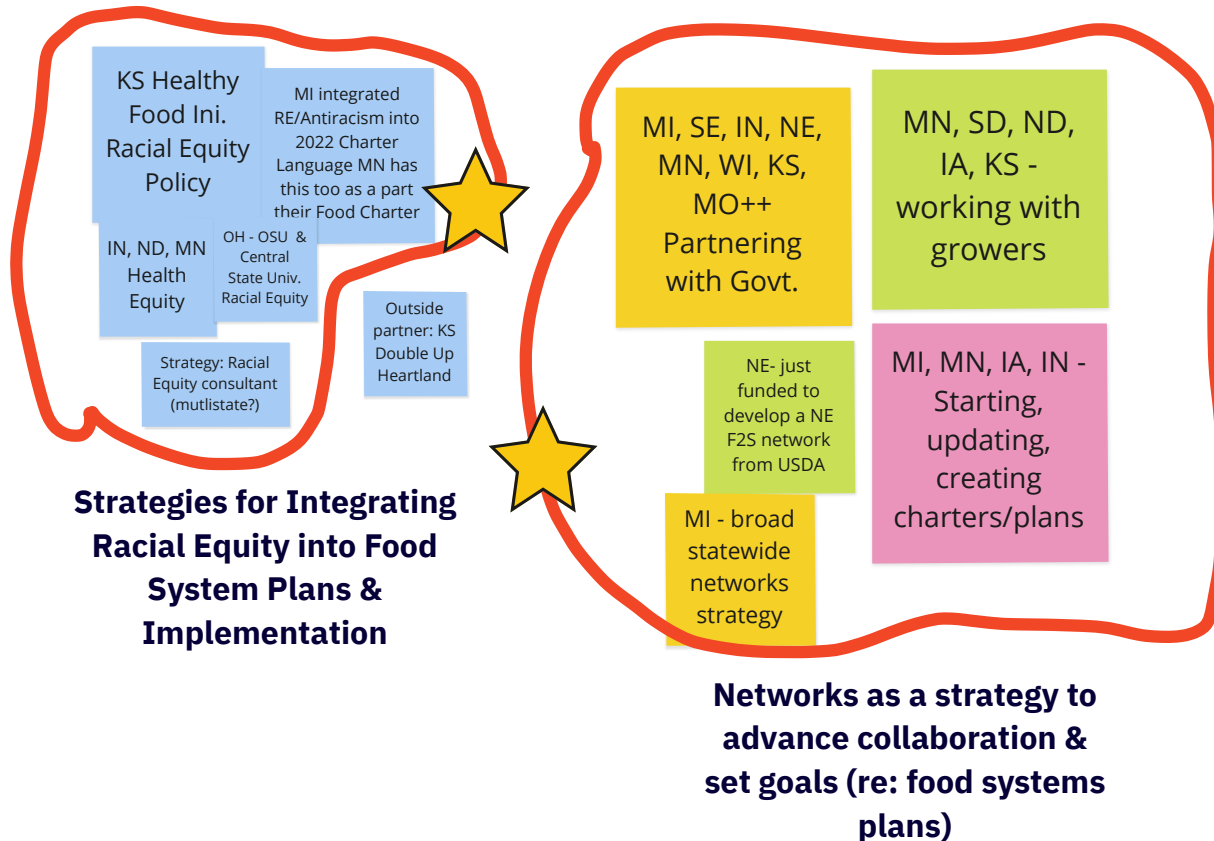 KS Healthy
Food Ini.
Racial Equity
Policy
MI integrated
RE/Antiracism into
2022 Charter
Language MN has
this too as a part
their Food Charter
IN, ND, MN
Health
Equity
OH - OSU &
Central
State Univ.
Racial Equity
Strategy: Racial
Equity consultant
(mutlistate?)
Outside
partner: KS
Double Up
Heartland
Strategies for Integrating
Racial Equity into Food
System Plans &
Implementation
MI, SE, IN, NE,
MN, WI, KS,
MO++
Partnering
with Govt.
MN, SD, ND,
IA, KS -
working with
growers
NE- just
funded to
develop a NE
F2S network
from USDA
MI, MN, IA, IN -
Starting,
updating,
creating
charters/plans
MI - broad
statewide
networks
strategy
Networks as a strategy to
advance collaboration &
set goals (re: food systems
plans)